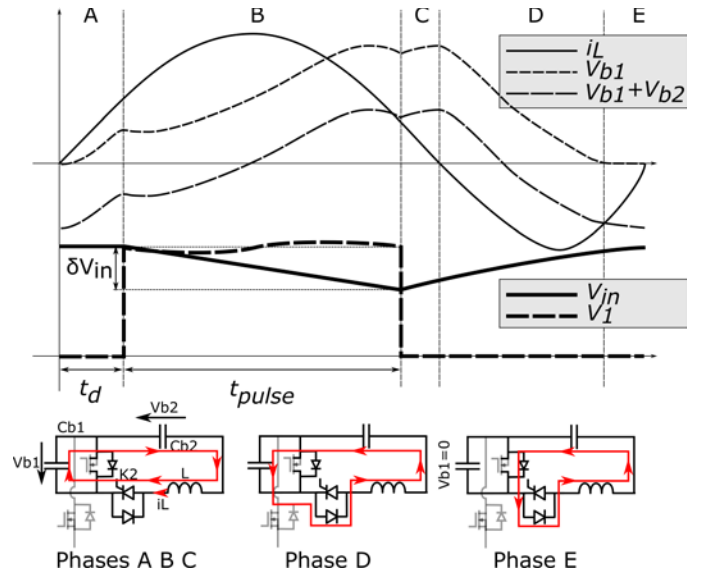 A B C D E
iL
Vb1
Vb1+Vb2
δVin
Vin
V1
td tpulse
Cb1 Vb2
Cb2
Vb1 K2 L
iL
Vb1=0
Phases A B C Phase D Phase E